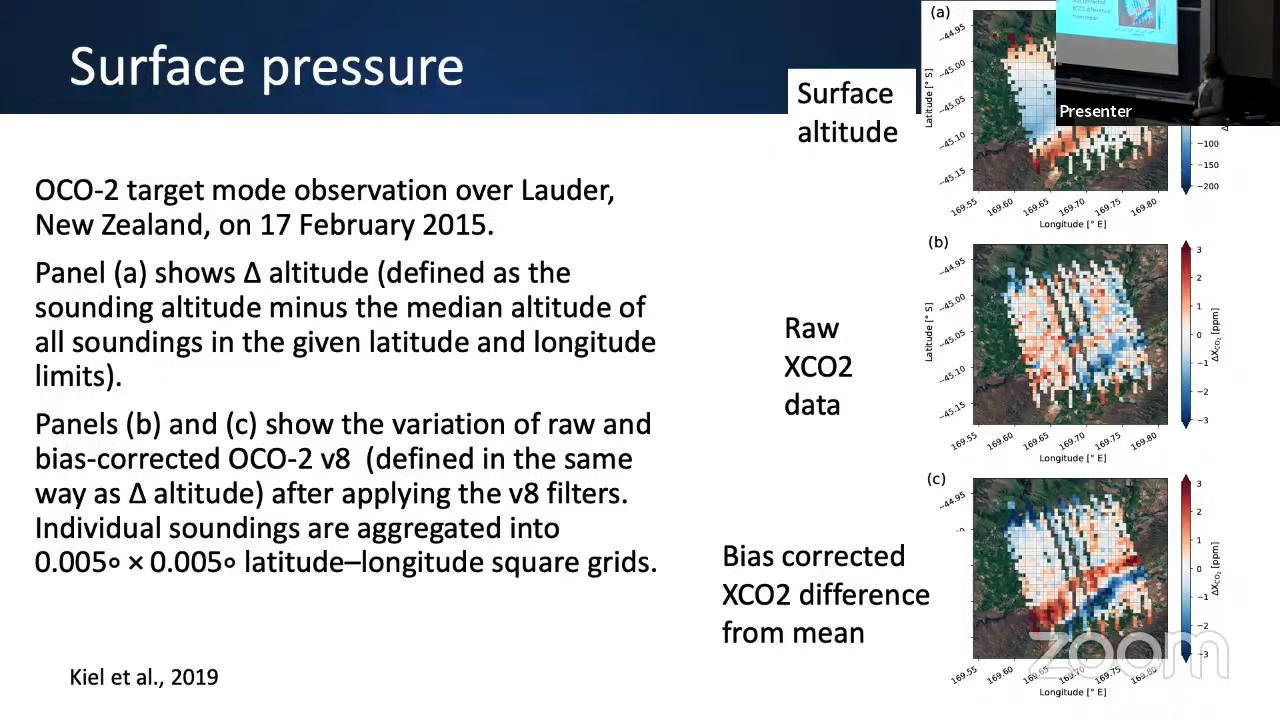 Surface pressure
Surface
altitude
OCO-2 target mode observation over Lauder,
New Zealand, on 17 February 2015.
Panel (a) shows Δ altitude (defined as the
sounding altitude minus the median altitude of
all soundings in the given latitude and longitude
limits).
Panels (b) and (c) show the variation of raw and
bias-corrected OCO-2 v8  (defined in the same
way as Δ altitude) after applying the v8 filters.
Individual soundings are aggregated into
0.005∘ × 0.005∘ latitude–longitude square grids.
Kiel et al., 2019
Raw
XCO2
data
Bias corrected
XCO2 difference
from mean
(a)
−44.95
−45.00
−45.05
−45.10
−45.15
Latitude [° S]
169.55
169.60
169.65
169.70
169.75
169.80
Longitude [° E]
−100
−150
−200
Bias corrected
XCO2 difference
from mean
Presenter
(b)
−44.95
−45.00
−45.05
−45.10
−45.15
Latitude [° S]
169.55
169.60
169.65
169.70
169.75
169.80
Longitude [° E]
3
2
1
0
−1
−2
−3
ΔXCO₂ [ppm]
(c)
−44.95
169.55
169.60
169.65
169.70
169.75
169.80
Longitude [° E]
3
2
1
0
−1
−2
−3
ΔXCO₂ [ppm]
zoom